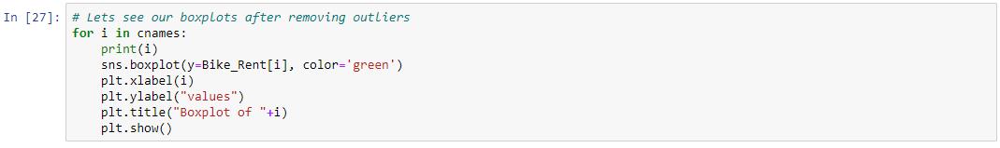 In [27]: # Lets see our boxplots after removing outliers
for i in cnames:
    print(i)
    sns.boxplot(y=Bike_Rent[i], color='green')
    plt.xlabel(i)
    plt.ylabel("values")
    plt.title("Boxplot of "+i)
    plt.show()